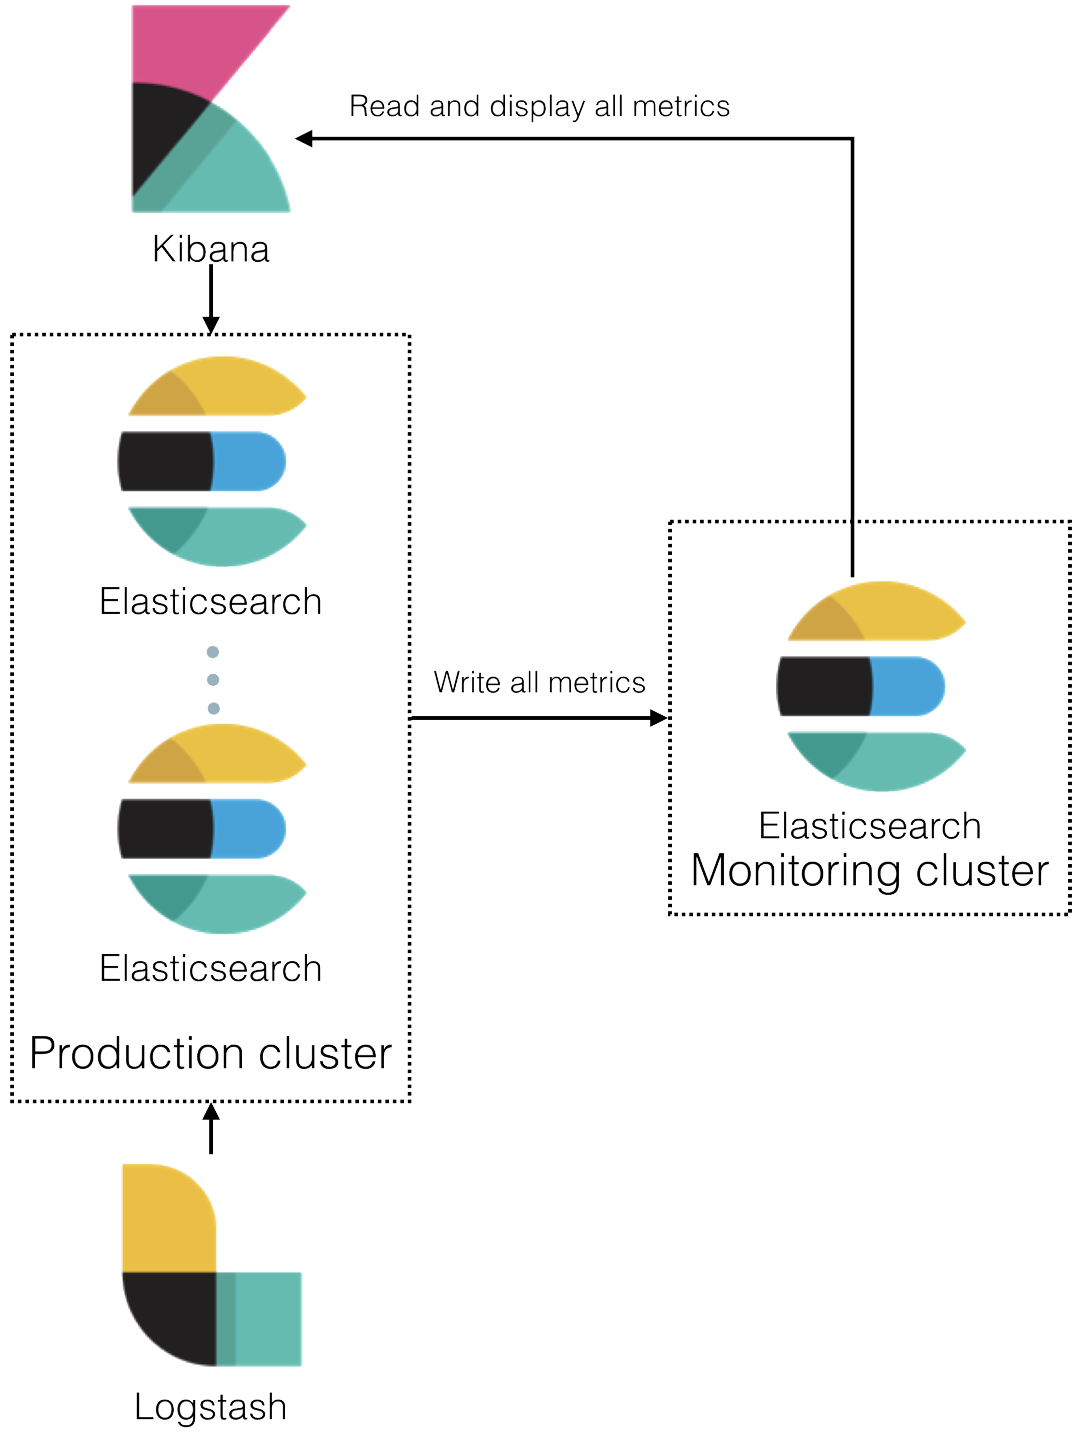 Read and display all metrics
Kibana
Elasticsearch
Write all metrics
Elasticsearch
Monitoring cluster
Elasticsearch
Production cluster
Logstash